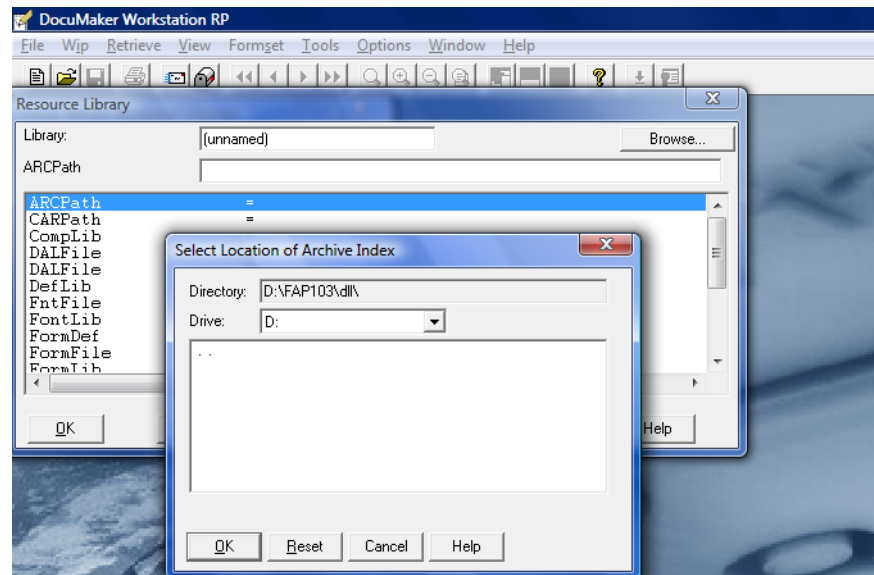 DocuMaker Workstation RP
File Wip Retrieve View Formset Tools Options Window Help
Resource Library
Library: (unnamed) Browse...
ARCPath
ARCPath =
CARPath =
CompLib
DALFile
DALFile
DefLib
FntFile
FontLib
FormDef
FormFile
FormLib
OK Help
Select Location of Archive Index
Directory: D:\FAP103\dll\
Drive: D:
..
OK Reset Cancel Help